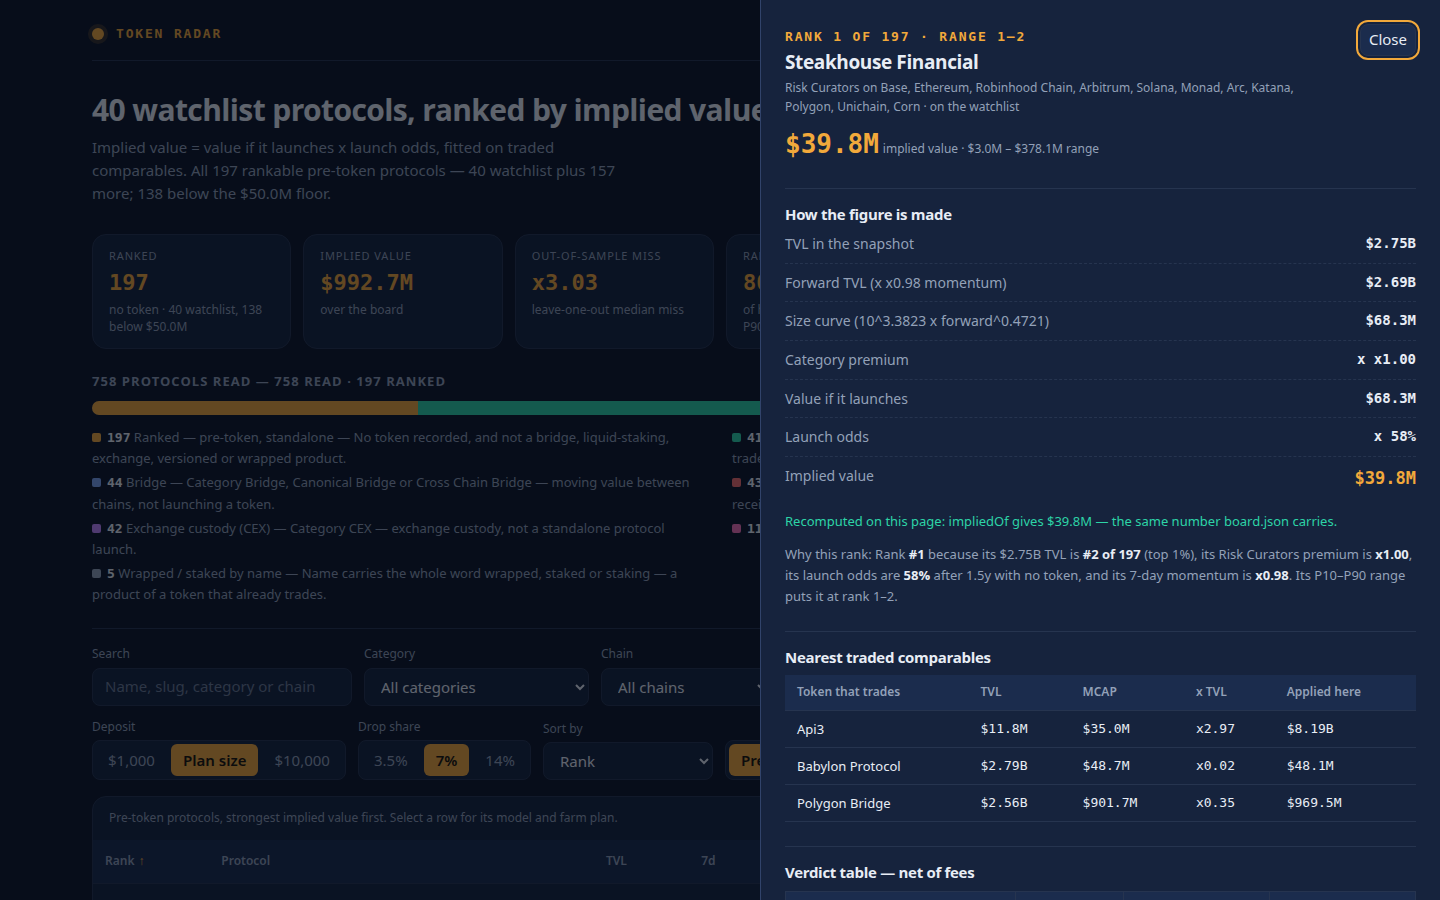 TOKEN RADAR
40 watchlist protocols, ranked by implied value
Implied value = value if it launches x launch odds, fitted on traded
comparables. All 197 rankable pre-token protocols — 40 watchlist plus 157
more; 138 below the $50.0M floor.
RANKED
197
no token · 40 watchlist, 138
below $50.0M
IMPLIED VALUE
$992.7M
over the board
OUT-OF-SAMPLE MISS
x3.03
leave-one-out median miss
758 PROTOCOLS READ — 758 READ · 197 RANKED
197 Ranked — pre-token, standalone — No token recorded, and not a bridge, liquid-staking,
exchange, versioned or wrapped product.
44 Bridge — Category Bridge, Canonical Bridge or Cross Chain Bridge — moving value between
chains, not launching a token.
42 Exchange custody (CEX) — Category CEX — exchange custody, not a standalone protocol
launch.
5 Wrapped / staked by name — Name carries the whole word wrapped, staked or staking — a
product of a token that already trades.
Search
Name, slug, category or chain
Category
All categories
Chain
All chains
Deposit
$1,000
Plan size
$10,000
Drop share
3.5%
7%
14%
Sort by
Rank
Pre-token protocols, strongest implied value first. Select a row for its model and farm plan.
Rank ↑
Protocol
TVL
7d
RANK 1 OF 197 · RANGE 1–2
Close
Steakhouse Financial
Risk Curators on Base, Ethereum, Robinhood Chain, Arbitrum, Solana, Monad, Arc, Katana,
Polygon, Unichain, Corn · on the watchlist
$39.8M implied value · $3.0M – $378.1M range
How the figure is made
TVL in the snapshot $2.75B
Forward TVL (x x0.98 momentum) $2.69B
Size curve (10^3.3823 x forward^0.4721) $68.3M
Category premium x x1.00
Value if it launches $68.3M
Launch odds x 58%
Implied value $39.8M
Recomputed on this page: impliedOf gives $39.8M — the same number board.json carries.
Why this rank: Rank #1 because its $2.75B TVL is #2 of 197 (top 1%), its Risk Curators premium is x1.00,
its launch odds are 58% after 1.5y with no token, and its 7-day momentum is x0.98. Its P10–P90 range
puts it at rank 1–2.
Nearest traded comparables
Token that trades TVL MCAP x TVL Applied here
Api3 $11.8M $35.0M x2.97 $8.19B
Babylon Protocol $2.79B $48.7M x0.02 $48.1M
Polygon Bridge $2.56B $901.7M x0.35 $969.5M
Verdict table — net of fees